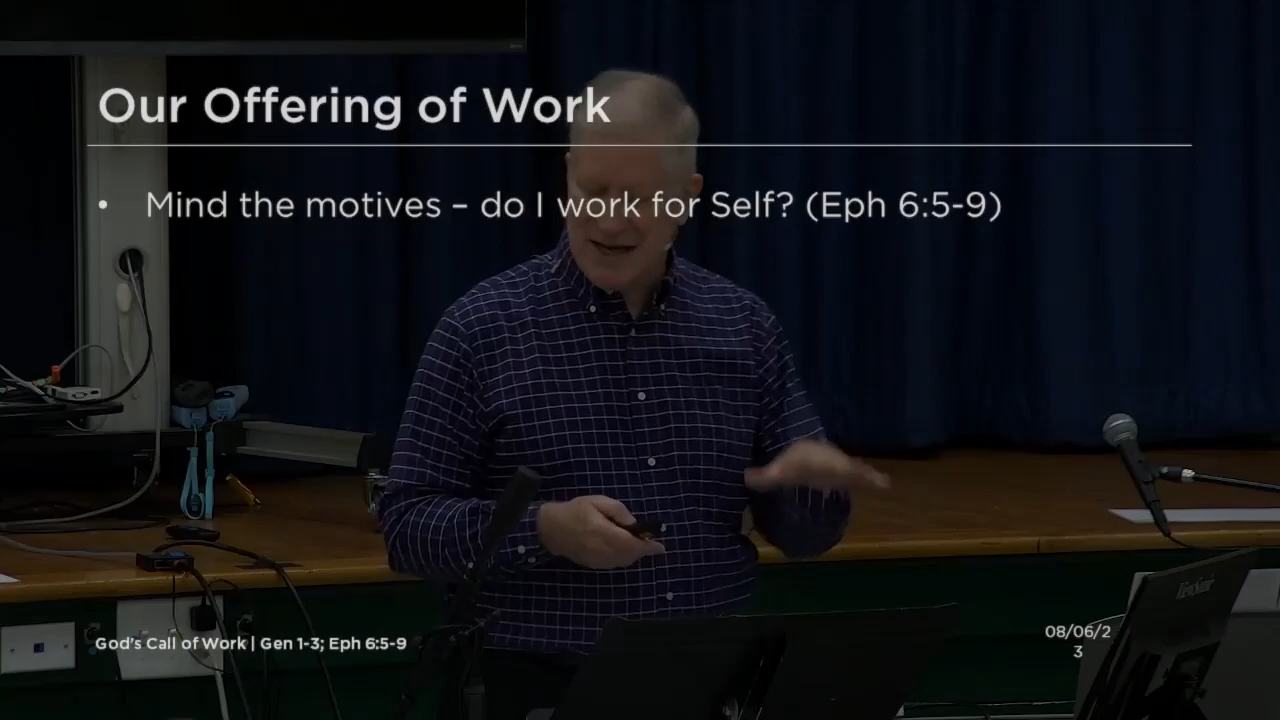 Our Offering of Work
• Mind the motives – do I work for Self? (Eph 6:5-9)
God's Call of Work | Gen 1-3; Eph 6:5-9
08/06/2
3